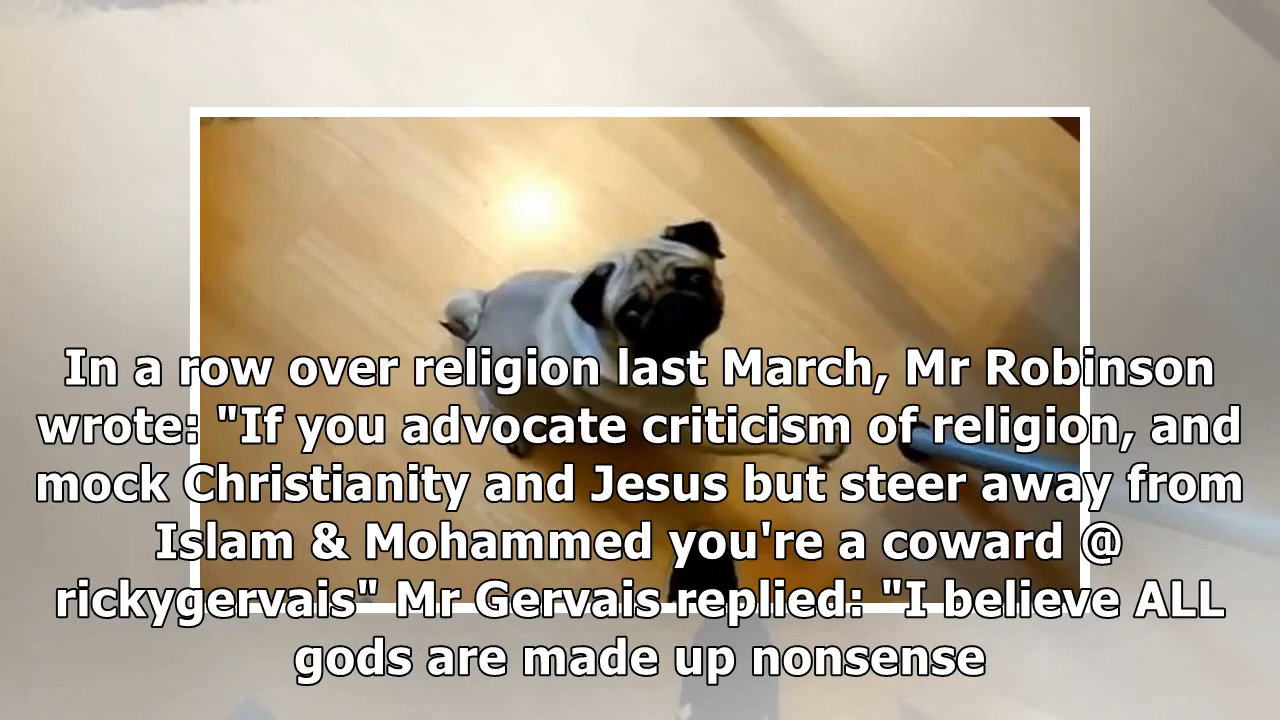 In a row over religion last March, Mr Robinson
wrote: "If you advocate criticism of religion, and
mock Christianity and Jesus but steer away from
Islam & Mohammed you're a coward @
rickygervais" Mr Gervais replied: "I believe ALL
gods are made up nonsense